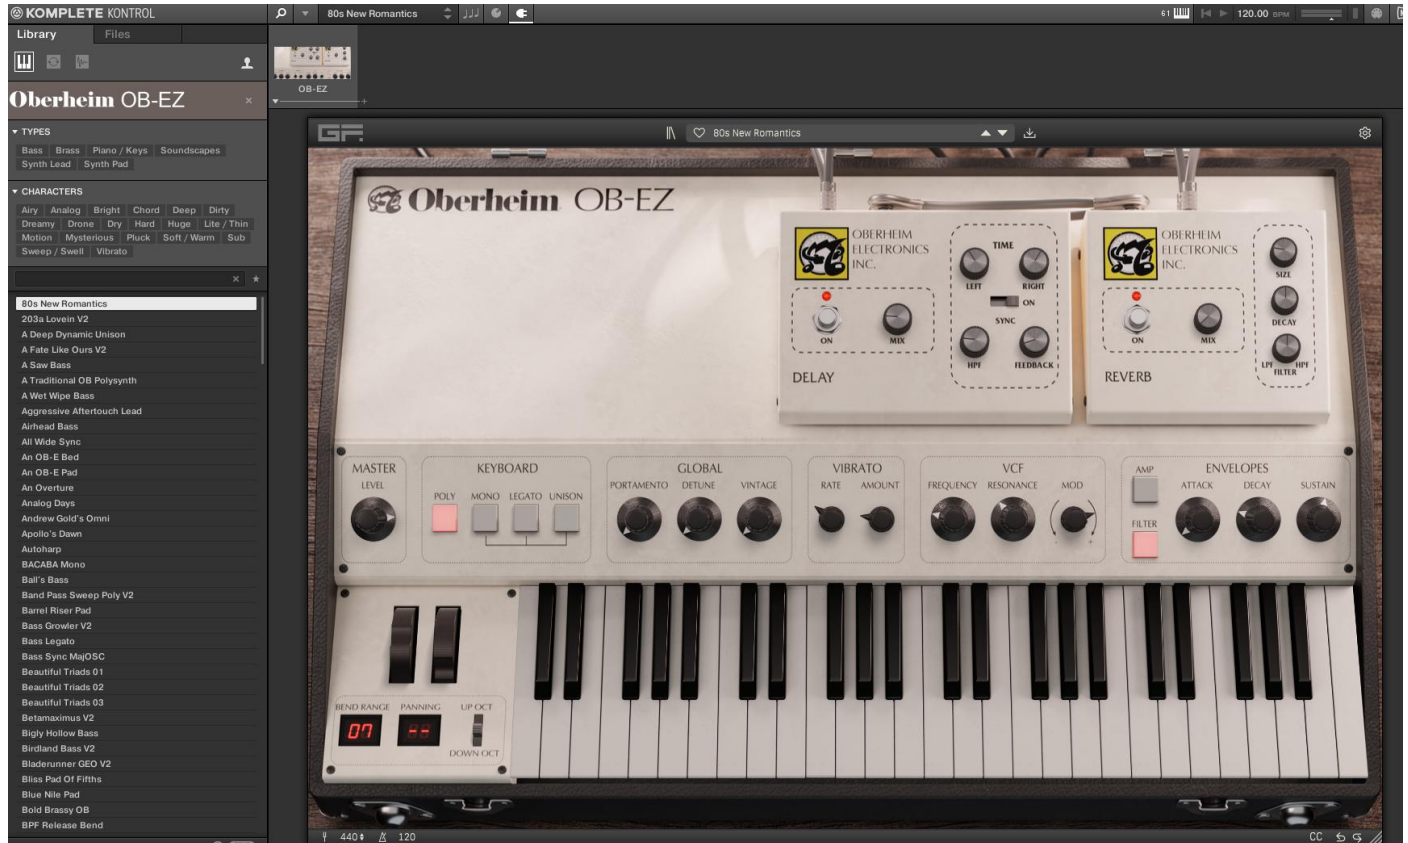 KOMPLETE KONTROL
80s New Romantics
61
120.00 BPM
Library
Files
Oberheim OB-EZ
TYPES
Bass Brass Piano / Keys Soundscapes
Synth Lead Synth Pad
CHARACTERS
Airy Analog Bright Chord Deep Dirty
Dreamy Drone Dry Hard Huge Lite / Thin
Motion Mysterious Pluck Soft / Warm Sub
Sweep / Swell Vibrato
80s New Romantics
203a Lovein V2
A Deep Dynamic Unison
A Fate Like Ours V2
A Saw Bass
A Traditional OB Polysynth
A Wet Wipe Bass
Aggressive Aftertouch Lead
Airhead Bass
All Wide Sync
An OB-E Bed
An OB-E Pad
An Overture
Analog Days
Andrew Gold's Omni
Apollo's Dawn
Autoharp
BACABA Mono
Ball's Bass
Band Pass Sweep Poly V2
Barrel Riser Pad
Bass Growler V2
Bass Legato
Bass Sync MajOSC
Beautiful Triads 01
Beautiful Triads 02
Beautiful Triads 03
Betamaximus V2
Bigly Hollow Bass
Birdland Bass V2
Bladerunner GEO V2
Bliss Pad Of Fifths
Blue Nile Pad
Bold Brassy OB
BPF Release Bend
OB-EZ
GF.
80s New Romantics
Oberheim OB-EZ
OBERHEIM
ELECTRONICS
INC.
TIME
LEFT RIGHT
ON
SYNC
ON MIX
HPF FEEDBACK
DELAY
OBERHEIM
ELECTRONICS
INC.
SIZE
DECAY
ON MIX
LPF HPF
FILTER
REVERB
MASTER
LEVEL
KEYBOARD
POLY MONO LEGATO UNISON
GLOBAL
PORTAMENTO DETUNE VINTAGE
VIBRATO
RATE AMOUNT
VCF
FREQUENCY RESONANCE MOD
- +
AMP
FILTER
ENVELOPES
ATTACK DECAY SUSTAIN
BEND RANGE PANNING UP OCT
07 --
DOWN OCT
440 120
CC